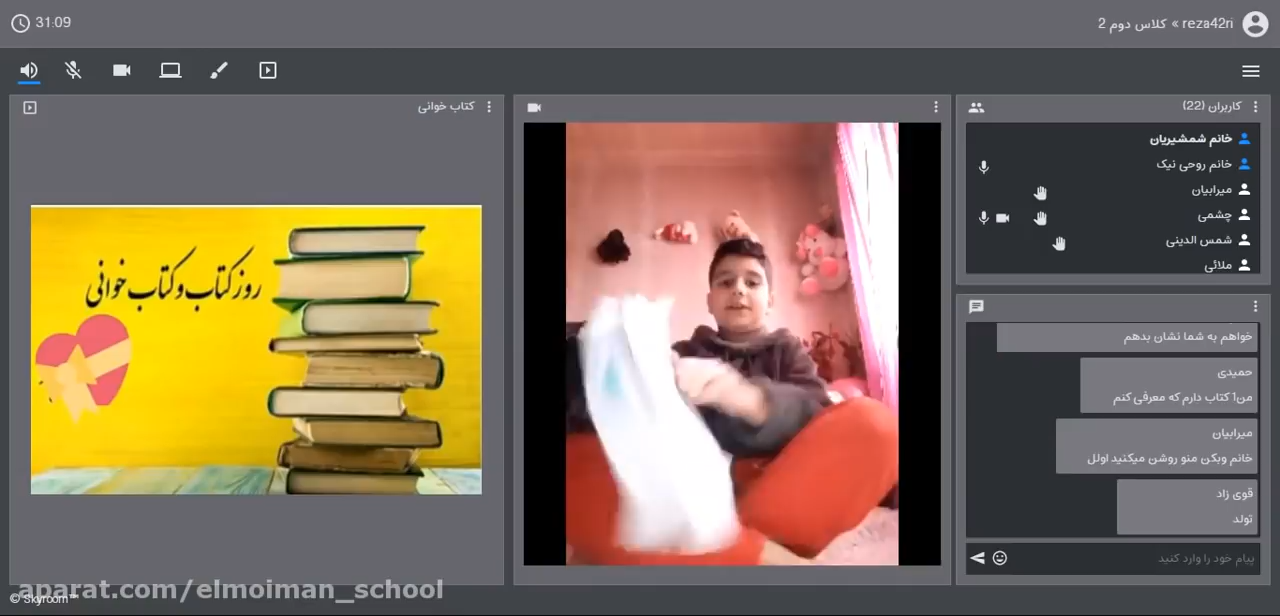 31:09
reza42ri » کلاس دوم 2
کتاب خوانی
روز کتاب و کتاب خوانی
کاربران (22)
خانم شمشیریان
خانم روحی نیک
میرابیان
چشمی
شمس الدینی
ملائی
خواهم به شما نشان بدهم
حمیدی
من1 کتاب دارم که معرفی کنم
میرابیان
خانم وبکن منو روشن میکنید اولل
قوی زاد
تولد
پیام خود را وارد کنید
aparat.com/elmoiman_school
© Skyroom™